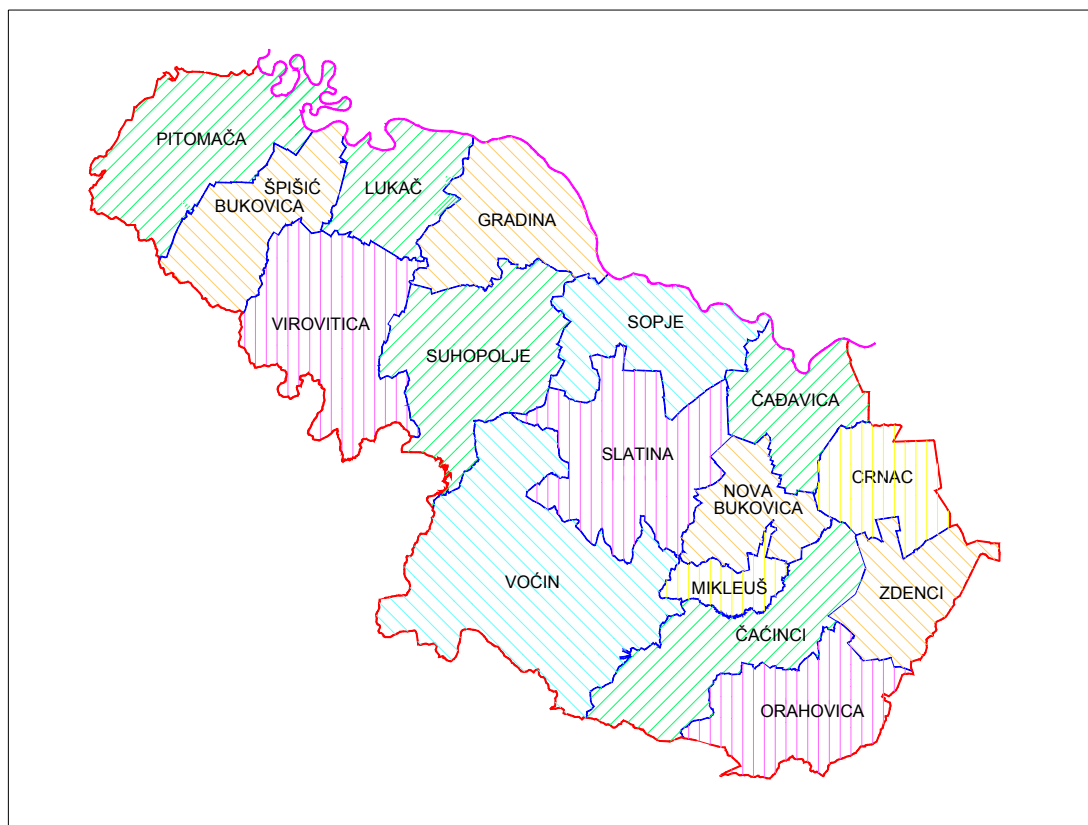 PITOMAČA
ŠPIŠIĆ
BUKOVICA
LUKAČ
GRADINA
VIROVITICA
SUHOPOLJE
SOPJE
ČAĐAVICA
SLATINA
CRNAC
NOVA
BUKOVICA
VOĆIN
MIKLEUŠ
ZDENCI
ČAĆINCI
ORAHOVICA